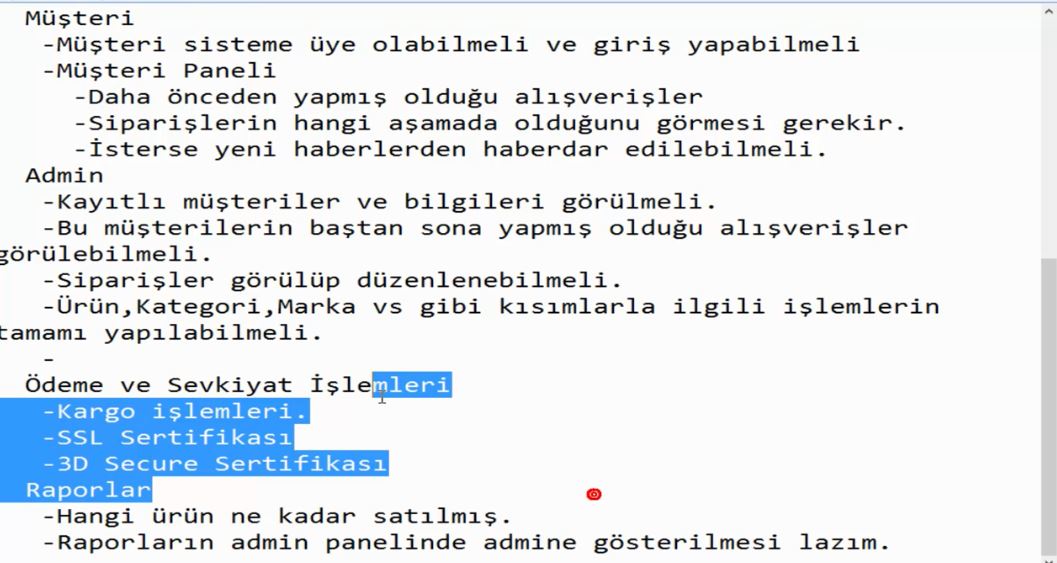 Müşteri
-Müşteri sisteme üye olabilmeli ve giriş yapabilmeli
-Müşteri Paneli
-Daha önceden yapmış olduğu alışverişler
-Siparişlerin hangi aşamada olduğunu görmesi gerekir.
-İsterse yeni haberlerden haberdar edilebilmeli.
Admin
-Kayıtlı müşteriler ve bilgileri görülmeli.
-Bu müşterilerin baştan sona yapmış olduğu alışverişler
görülebilmeli.
-Siparişler görülüp düzenlenebilmeli.
-Ürün,Kategori,Marka vs gibi kısımlarla ilgili işlemlerin
tamamı yapılabilmeli.
-
Ödeme ve Sevkiyat İşlemleri
-Kargo işlemleri.
-SSL Sertifikası
-3D Secure Sertifikası
Raporlar
-Hangi ürün ne kadar satılmış.
-Raporların admin panelinde admine gösterilmesi lazım.